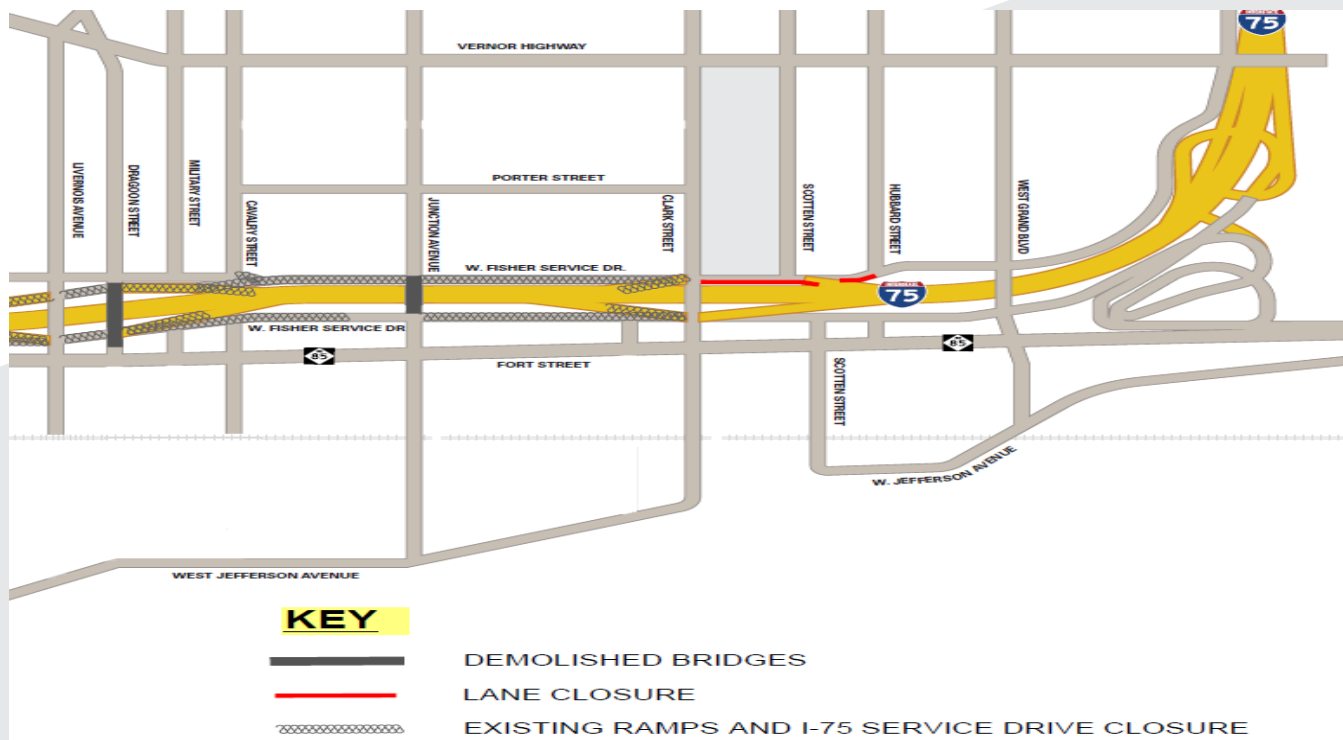 75
VERNOR HIGHWAY
LIVERNOIS AVENUE
DRAGOON STREET
MILITARY STREET
CAVALRY STREET
PORTER STREET
JUNCTION AVENUE
CLARK STREET
SCOTTEN STREET
HUBBARD STREET
WEST GRAND BLVD
W. FISHER SERVICE DR.
INTERSTATE
75
W. FISHER SERVICE DR
85
85
FORT STREET
SCOTTEN STREET
W. JEFFERSON AVENUE
WEST JEFFERSON AVENUE
KEY
DEMOLISHED BRIDGES
LANE CLOSURE
EXISTING RAMPS AND I-75 SERVICE DRIVE CLOSURE